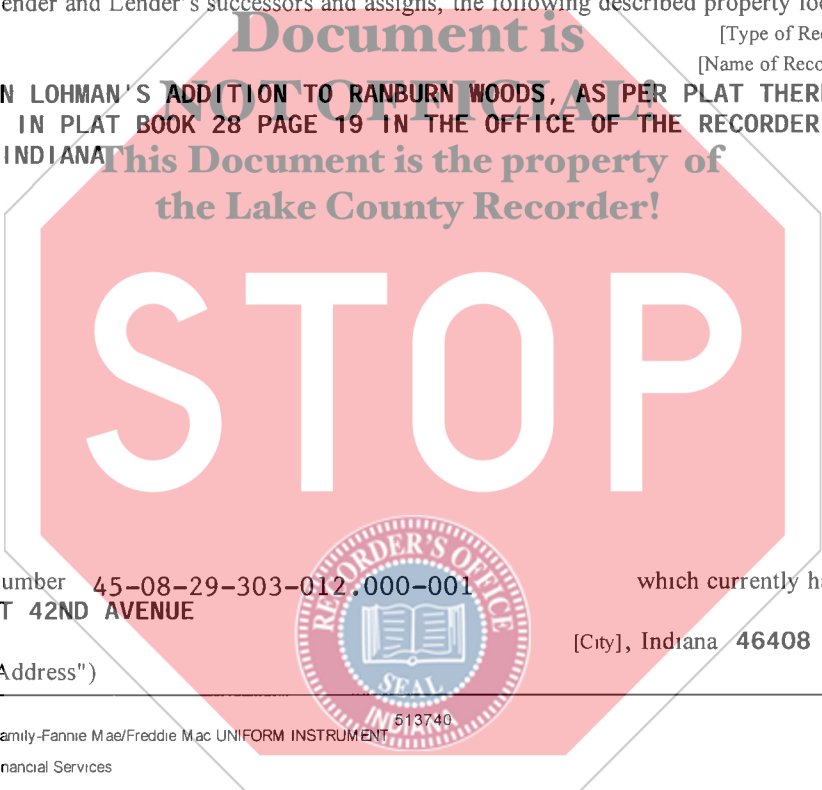 ender and Lender's successors and assigns, the following described property loc
Document is
[Type of Rec
NOT OFFICIAL!
[Name of Reco
N LOHMAN'S ADDITION TO RANBURN WOODS, AS PER PLAT THERE
IN PLAT BOOK 28 PAGE 19 IN THE OFFICE OF THE RECORDER
INDIANA
This Document is the property of
the Lake County Recorder!
STOP
umber 45-08-29-303-012.000-001 which currently ha
T 42ND AVENUE
[City], Indiana 46408
Address")
RECORDER'S OFFICE
SEAL
INDIANA
513740
amily-Fannie Mae/Freddie Mac UNIFORM INSTRUMENT
nancial Services